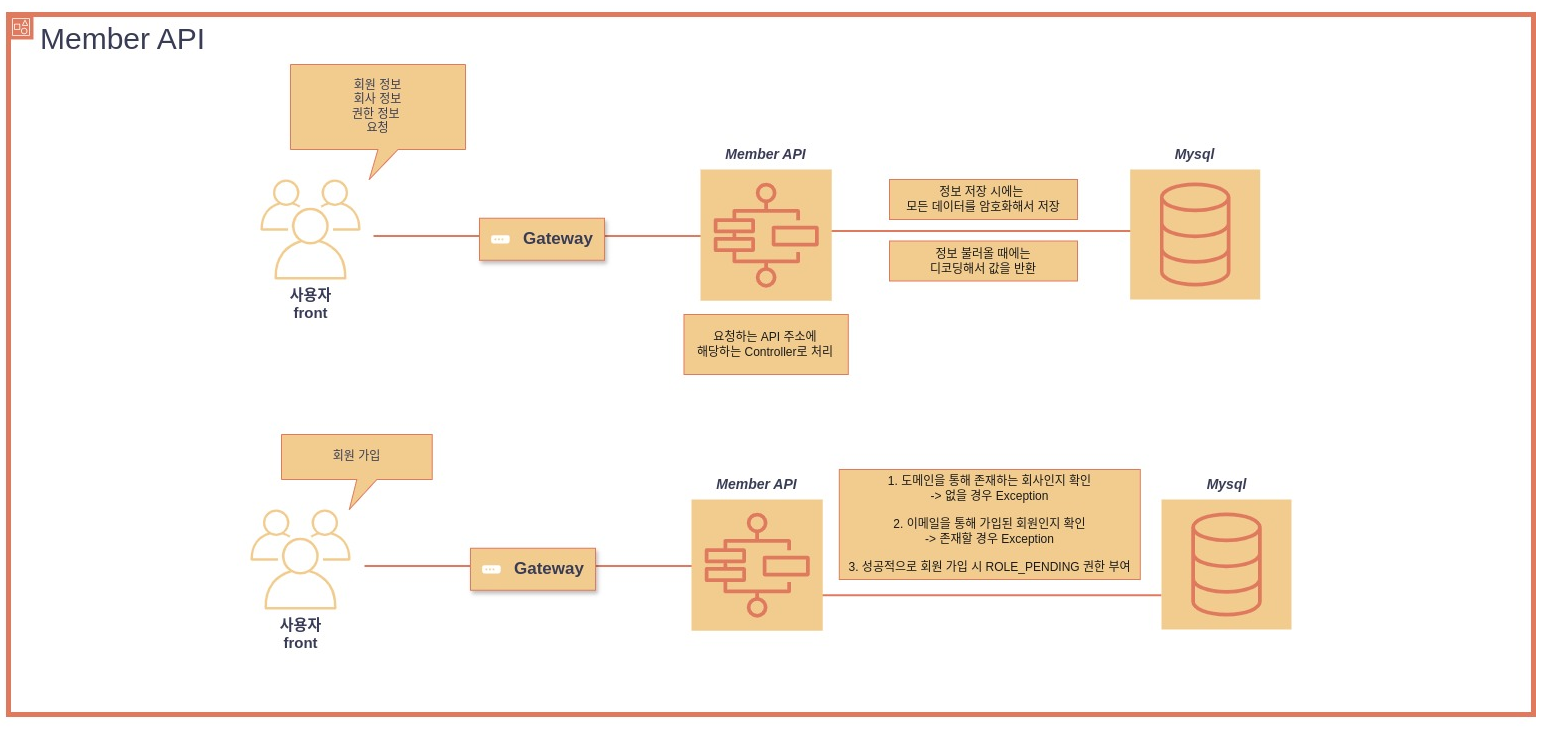 Member API
회원 정보
회사 정보
권한 정보
요청
Member API
Mysql
정보 저장 시에는
모든 데이터를 암호화해서 저장
Gateway
정보 불러올 때에는
디코딩해서 값을 반환
사용자
front
요청하는 API 주소에
해당하는 Controller로 처리
회원 가입
Member API
1. 도메인을 통해 존재하는 회사인지 확인
-> 없을 경우 Exception
2. 이메일을 통해 가입된 회원인지 확인
-> 존재할 경우 Exception
3. 성공적으로 회원 가입 시 ROLE_PENDING 권한 부여
Mysql
Gateway
사용자
front